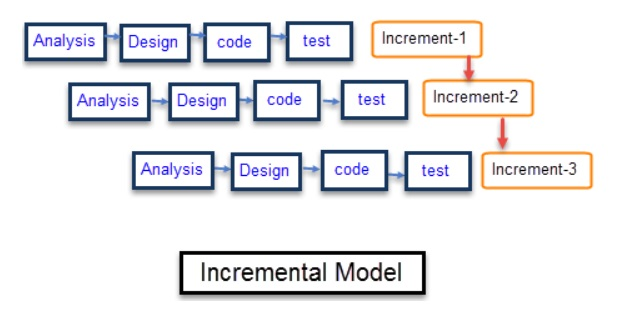 Analysis Design code test Increment-1
Analysis Design code test Increment-2
Analysis Design code test Increment-3
Incremental Model